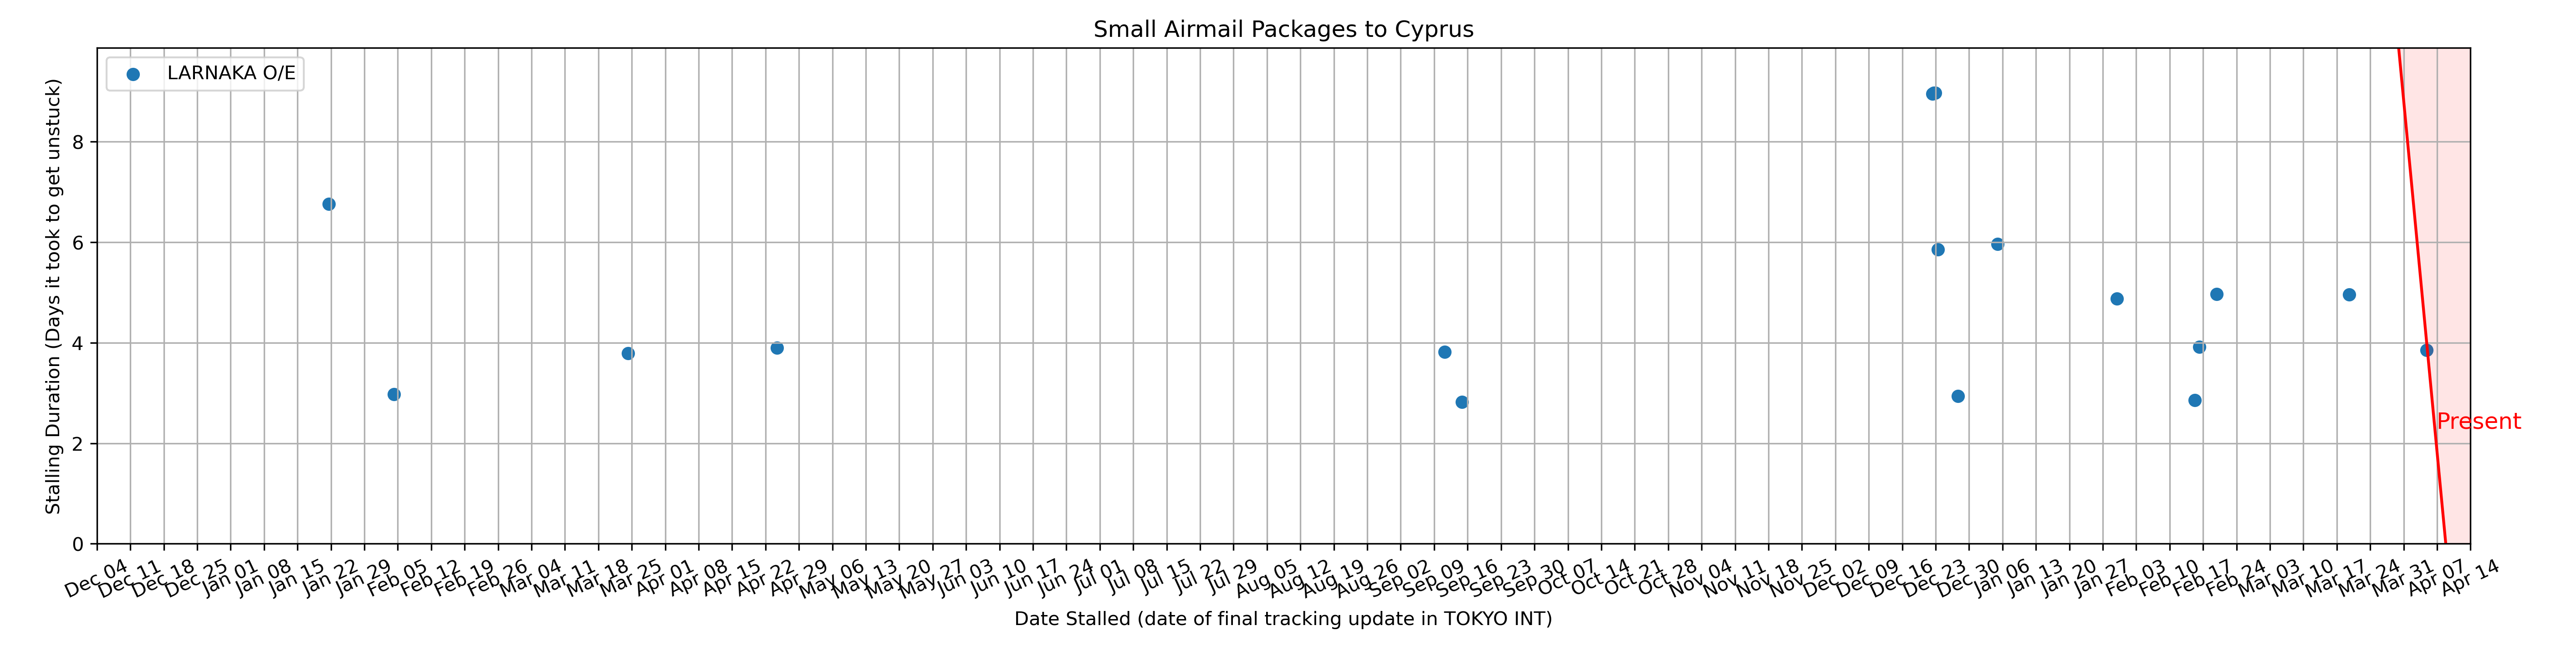 Small Airmail Packages to Cyprus
LARNAKA O/E
Stalling Duration (Days it took to get unstuck)
8
6
4
2
0
Present
Dec 04 Dec 11 Dec 18 Dec 25 Jan 01 Jan 08 Jan 15 Jan 22 Jan 29 Feb 05 Feb 12 Feb 19 Feb 26 Mar 04 Mar 11 Mar 18 Mar 25 Apr 01 Apr 08 Apr 15 Apr 22 Apr 29 May 06 May 13 May 20 May 27 Jun 03 Jun 10 Jun 17 Jun 24 Jul 01 Jul 08 Jul 15 Jul 22 Jul 29 Aug 05 Aug 12 Aug 19 Aug 26 Sep 02 Sep 09 Sep 16 Sep 23 Sep 30 Oct 07 Oct 14 Oct 21 Oct 28 Nov 04 Nov 11 Nov 18 Nov 25 Dec 02 Dec 09 Dec 16 Dec 23 Dec 30 Jan 06 Jan 13 Jan 20 Jan 27 Feb 03 Feb 10 Feb 17 Feb 24 Mar 03 Mar 10 Mar 17 Mar 24 Mar 31 Apr 07 Apr 14
Date Stalled (date of final tracking update in TOKYO INT)